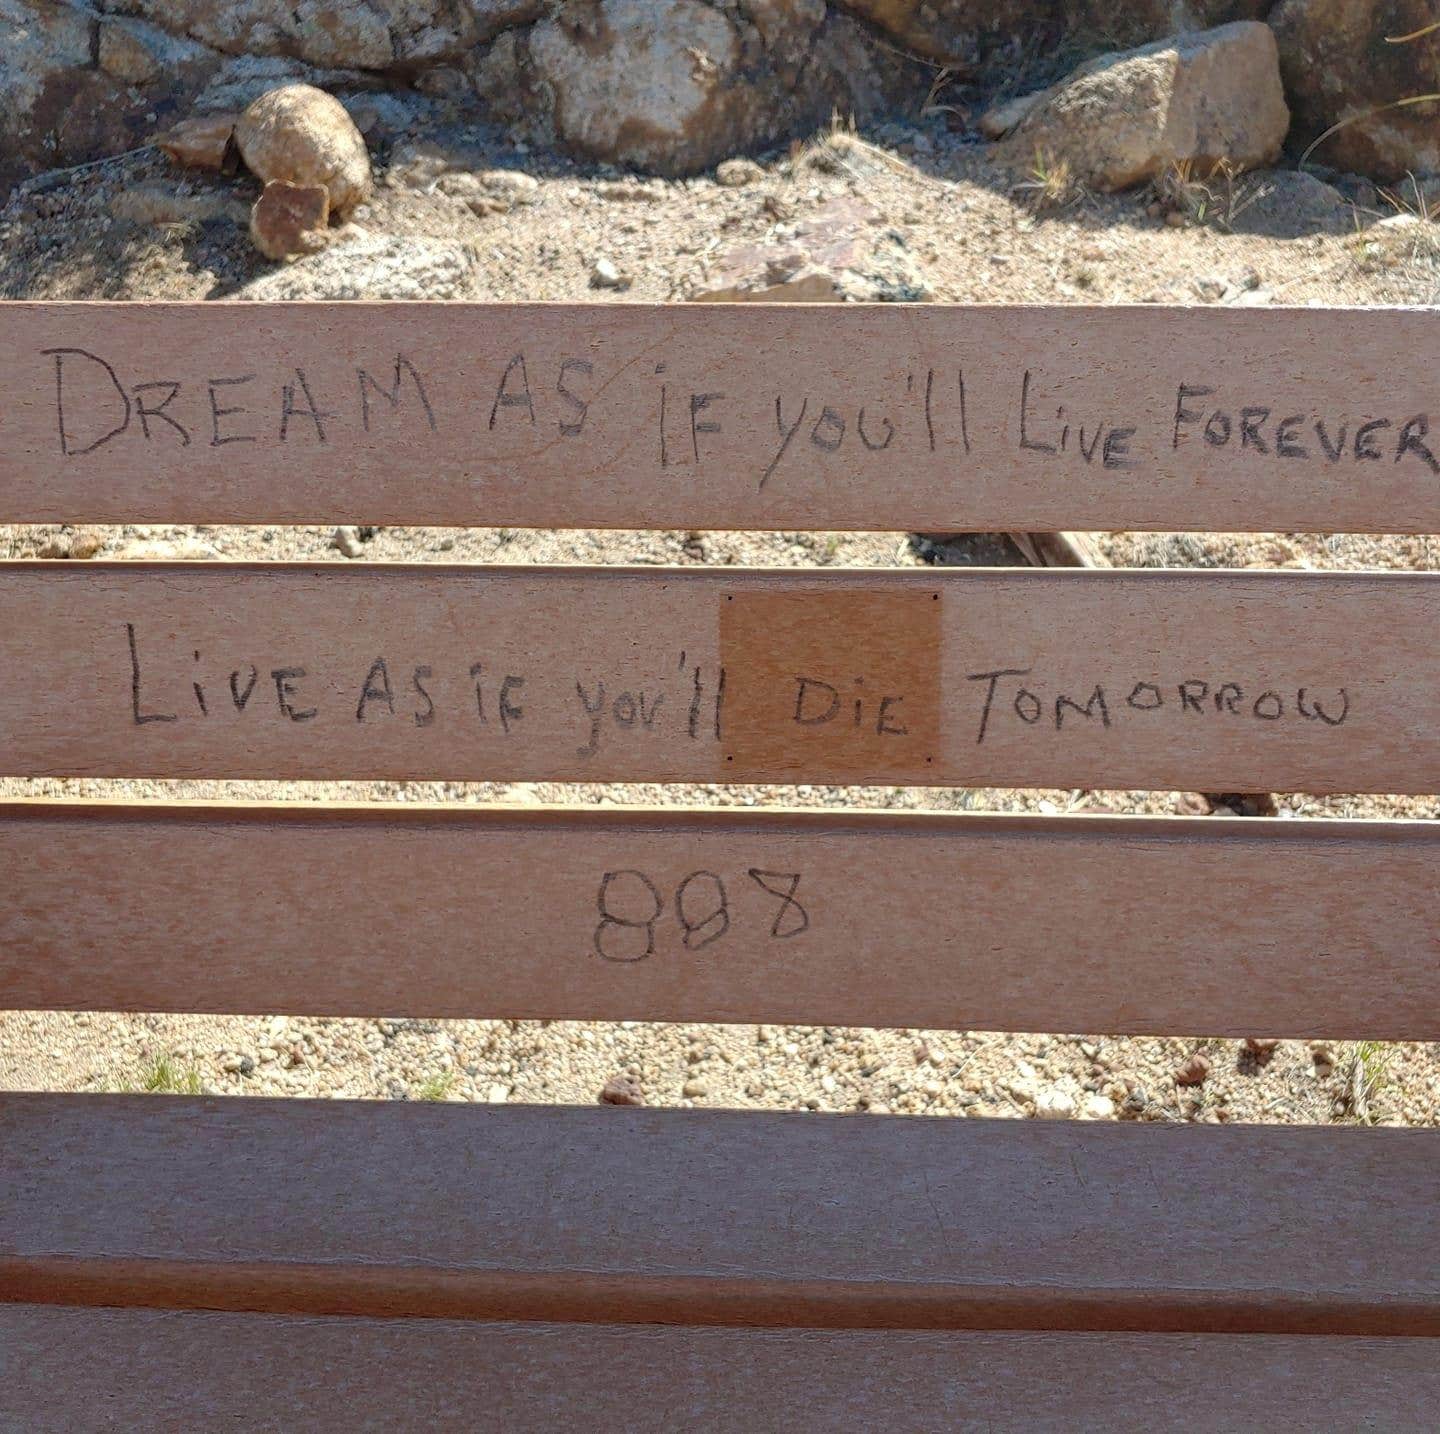 DREAM AS iF you'll LiVE FOREVER
LiVE AS iF you'll DiE TOMORROW
888